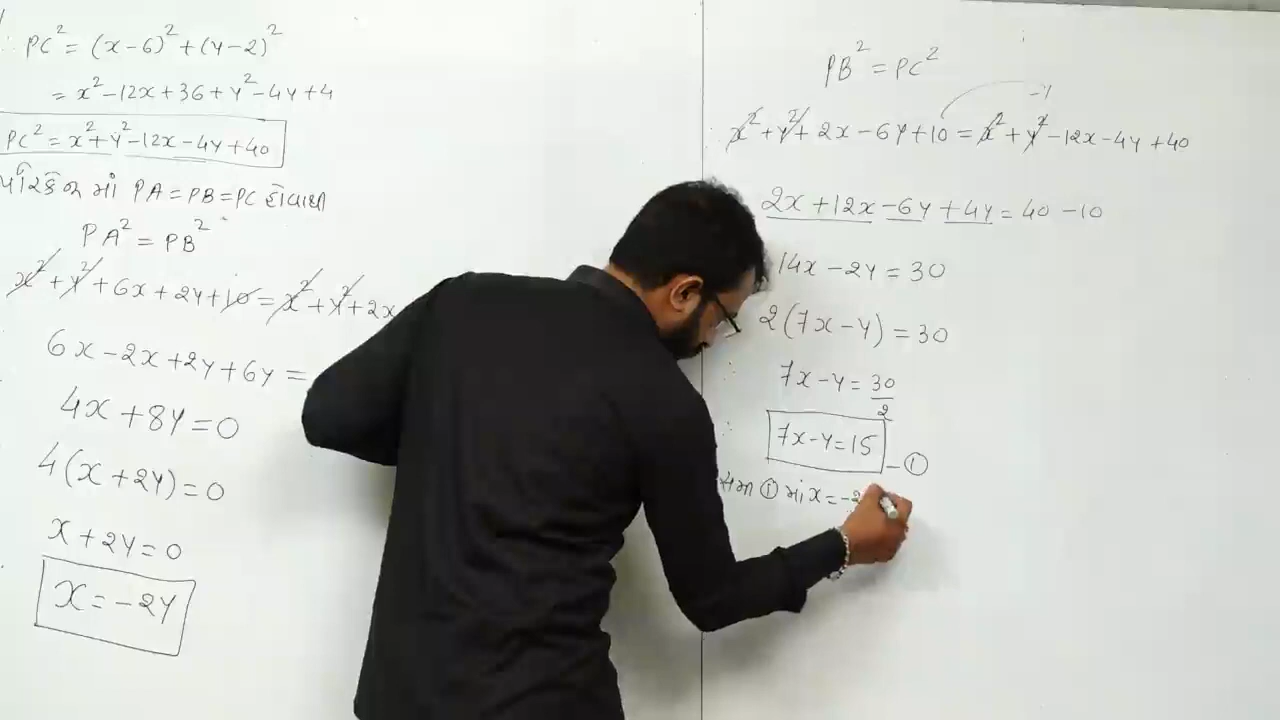 PC² = (x-6)² + (y-2)²
= x² - 12x + 36 + y² - 4y + 4
PC² = x² + y² - 12x - 4y + 40
માં PA = PB = PC હોવાથી
PA² = PB²
x² + y² + 6x + 2y + 10 = x² + y² + 2x
6x - 2x + 2y + 6y =
4x + 8y = 0
4(x + 2y) = 0
x + 2y = 0
x = -2y
PB² = PC²
x² + y² + 2x - 6y + 10 = x² + y² - 12x - 4y + 40
2x + 12x - 6y + 4y = 40 - 10
14x - 2y = 30
2(7x - y) = 30
7x - y = 30/2
7x - y = 15 - ①
સમી ① માં x = -2